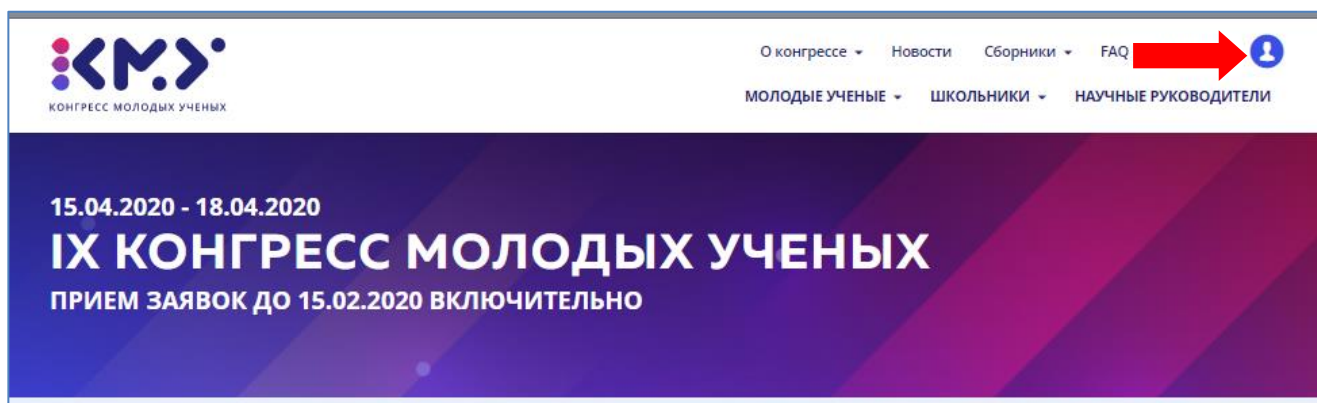 КМУ
КОНГРЕСС МОЛОДЫХ УЧЕНЫХ
О конгрессе Новости Сборники FAQ
МОЛОДЫЕ УЧЕНЫЕ ШКОЛЬНИКИ НАУЧНЫЕ РУКОВОДИТЕЛИ
15.04.2020 - 18.04.2020
IX КОНГРЕСС МОЛОДЫХ УЧЕНЫХ
ПРИЕМ ЗАЯВОК ДО 15.02.2020 ВКЛЮЧИТЕЛЬНО